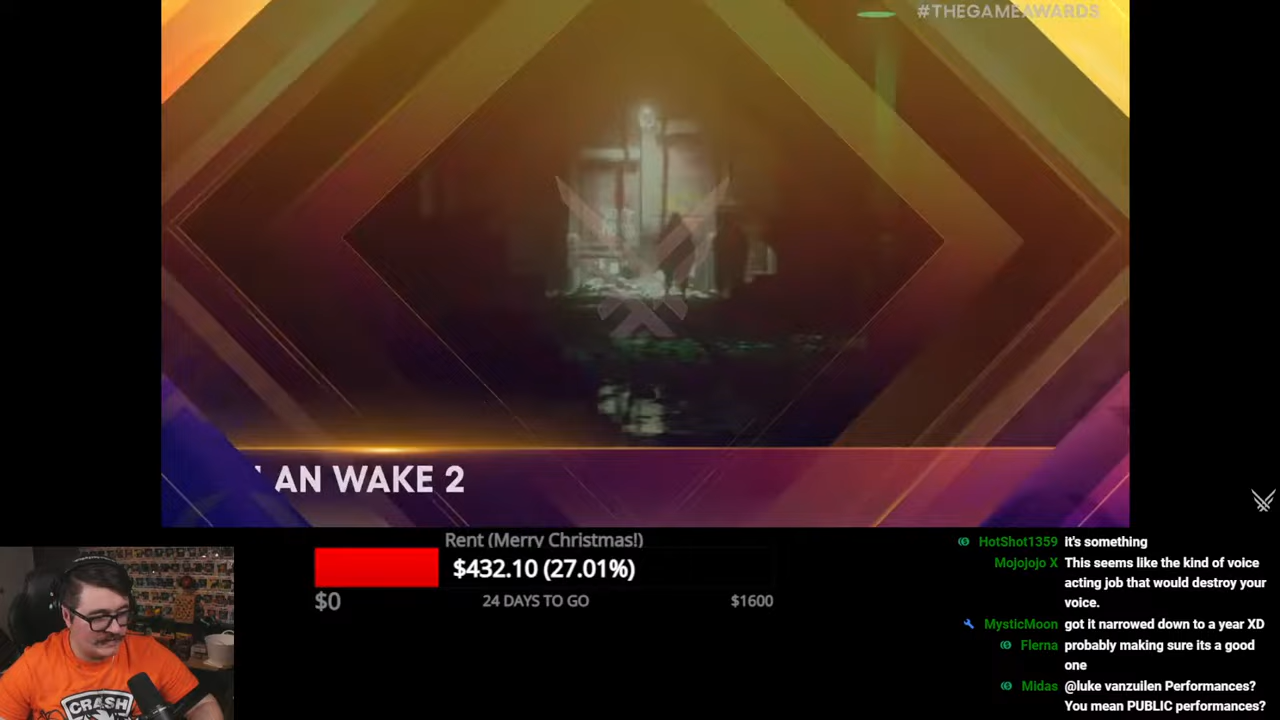 #THEGAMEAWARDS
AN WAKE 2
Rent (Merry Christmas!)
$432.10 (27.01%)
$0
24 DAYS TO GO
$1600
HotShot1359 it's something
Mojojojo X This seems like the kind of voice
acting job that would destroy your
voice.
MysticMoon got it narrowed down to a year XD
Flerna probably making sure its a good
one
Midas @luke vanzuilen Performances?
You mean PUBLIC performances?
CRASH